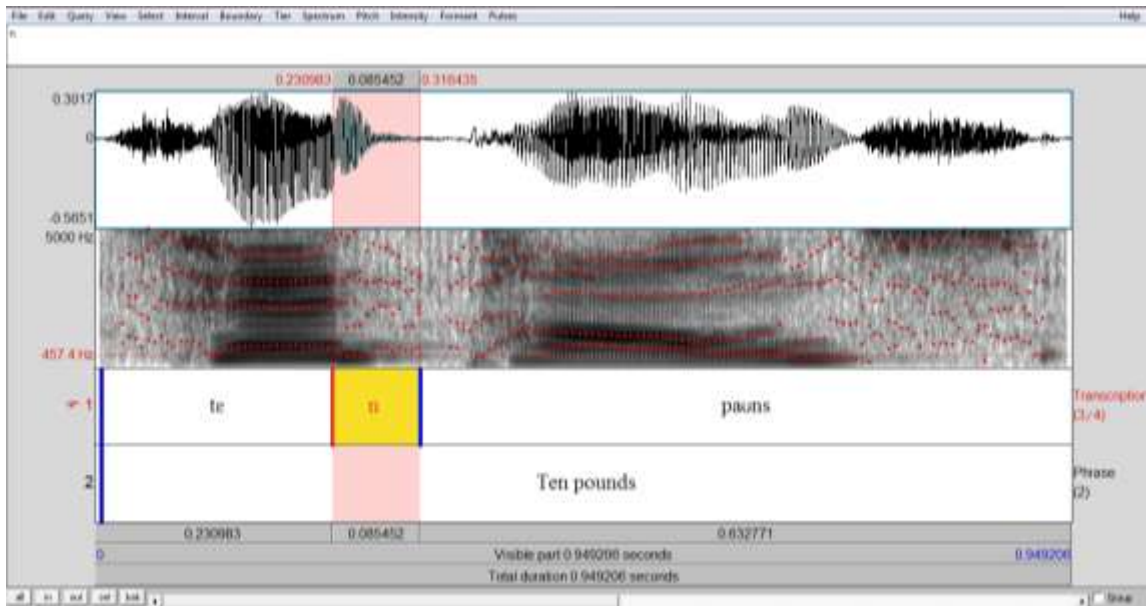 File Edit Query View Select Interval Boundary Tier Spectrum Pitch Intensity Formant Pulses Help
n
0.230983 0.085452 0.316435
0.3017
0
-0.5651
5000 Hz
457.4 Hz
1 te n pauns Transcription (3/4)
2 Ten pounds Phrase (2)
0.230983 0.085452 0.632771
0 Visible part 0.949206 seconds 0.949206
Total duration 0.949206 seconds
all in out sel bak Group